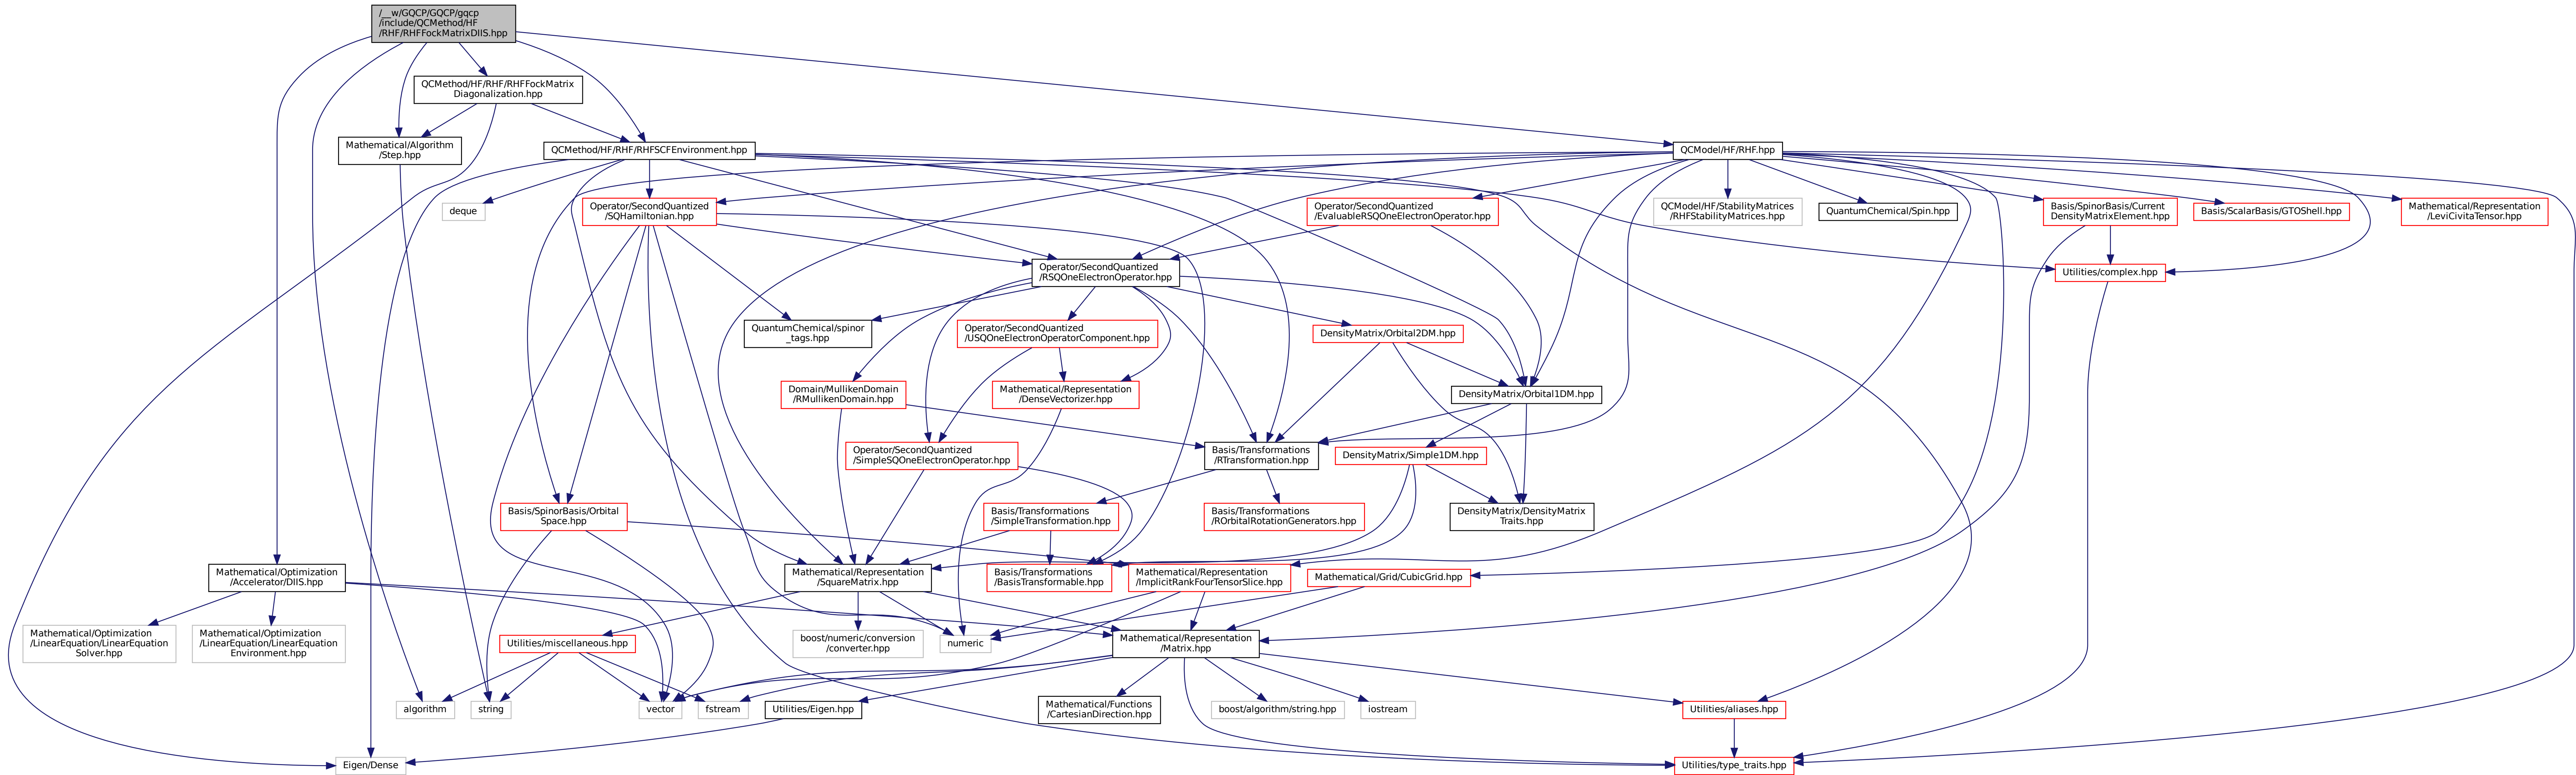 /__w/GQCP/GQCP/gqcp
/include/QCMethod/HF
/RHF/RHFFockMatrixDIIS.hpp
QCMethod/HF/RHF/RHFFockMatrix
Diagonalization.hpp
Mathematical/Algorithm
/Step.hpp
QCMethod/HF/RHF/RHFSCFEnvironment.hpp
QCModel/HF/RHF.hpp
deque
Operator/SecondQuantized
/SQHamiltonian.hpp
Operator/SecondQuantized
/EvaluableRSQOneElectronOperator.hpp
QCModel/HF/StabilityMatrices
/RHFStabilityMatrices.hpp
QuantumChemical/Spin.hpp
Basis/SpinorBasis/Current
DensityMatrixElement.hpp
Basis/ScalarBasis/GTOShell.hpp
Mathematical/Representation
/LeviCivitaTensor.hpp
Operator/SecondQuantized
/RSQOneElectronOperator.hpp
Utilities/complex.hpp
QuantumChemical/spinor
_tags.hpp
Operator/SecondQuantized
/USQOneElectronOperatorComponent.hpp
DensityMatrix/Orbital2DM.hpp
Domain/MullikenDomain
/RMullikenDomain.hpp
Mathematical/Representation
/DenseVectorizer.hpp
DensityMatrix/Orbital1DM.hpp
Operator/SecondQuantized
/SimpleSQOneElectronOperator.hpp
Basis/Transformations
/RTransformation.hpp
DensityMatrix/Simple1DM.hpp
Basis/SpinorBasis/Orbital
Space.hpp
Basis/Transformations
/SimpleTransformation.hpp
Basis/Transformations
/ROrbitalRotationGenerators.hpp
DensityMatrix/DensityMatrix
Traits.hpp
Mathematical/Optimization
/Accelerator/DIIS.hpp
Mathematical/Representation
/SquareMatrix.hpp
Basis/Transformations
/BasisTransformable.hpp
Mathematical/Representation
/ImplicitRankFourTensorSlice.hpp
Mathematical/Grid/CubicGrid.hpp
Mathematical/Optimization
/LinearEquation/LinearEquation
Solver.hpp
Mathematical/Optimization
/LinearEquation/LinearEquation
Environment.hpp
Utilities/miscellaneous.hpp
boost/numeric/conversion
/converter.hpp
numeric
Mathematical/Representation
/Matrix.hpp
algorithm
string
vector
fstream
Utilities/Eigen.hpp
Mathematical/Functions
/CartesianDirection.hpp
boost/algorithm/string.hpp
iostream
Utilities/aliases.hpp
Eigen/Dense
Utilities/type_traits.hpp